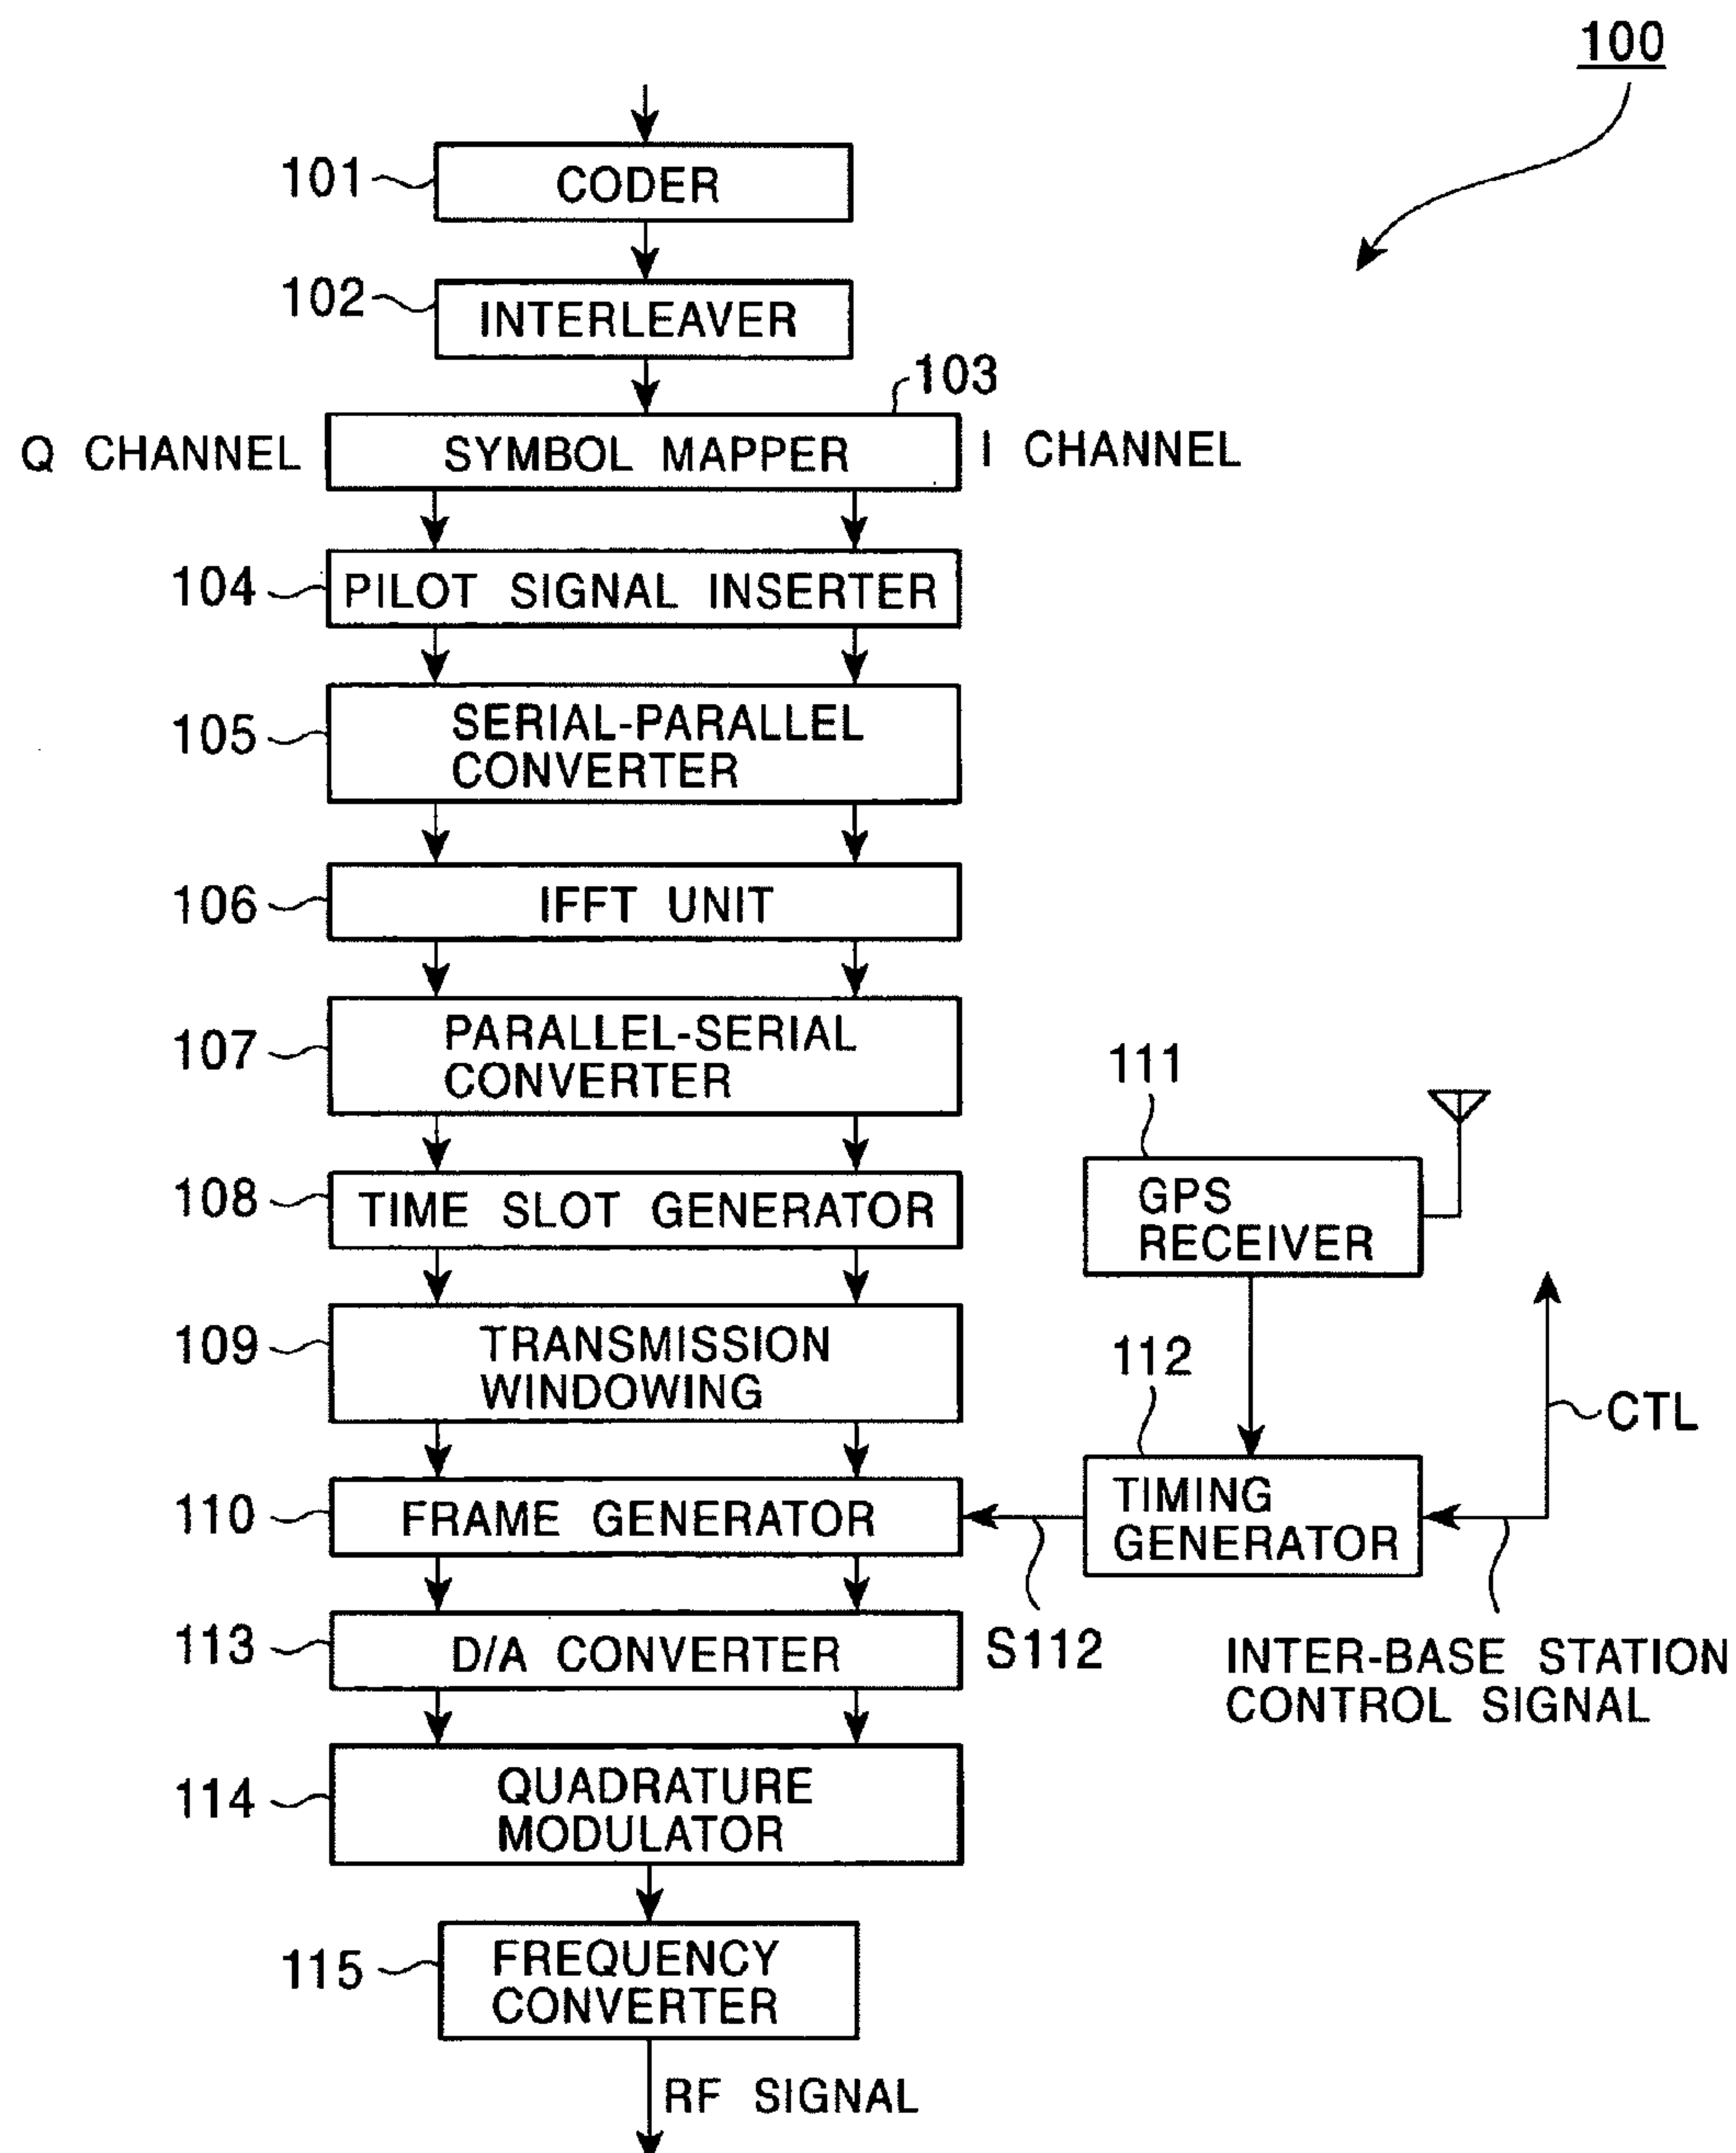 100
101
CODER
102
INTERLEAVER
103
Q CHANNEL
SYMBOL MAPPER
I CHANNEL
104
PILOT SIGNAL INSERTER
105
SERIAL-PARALLEL
CONVERTER
106
IFFT UNIT
107
PARALLEL-SERIAL
CONVERTER
111
GPS
RECEIVER
108
TIME SLOT GENERATOR
109
TRANSMISSION
WINDOWING
112
CTL
110
FRAME GENERATOR
TIMING
GENERATOR
113
D/A CONVERTER
S112
INTER-BASE STATION
CONTROL SIGNAL
114
QUADRATURE
MODULATOR
115
FREQUENCY
CONVERTER
RF SIGNAL